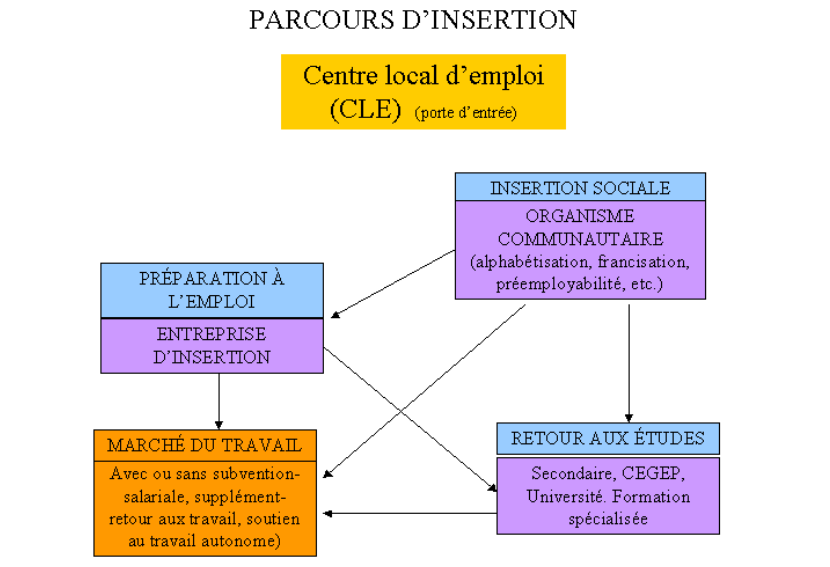 PARCOURS D’INSERTION
Centre local d’emploi
(CLE) (porte d’entrée)
INSERTION SOCIALE
ORGANISME
COMMUNAUTAIRE
(alphabétisation, francisation,
préemployabilité, etc.)
PRÉPARATION À
L’EMPLOI
ENTREPRISE
D’INSERTION
MARCHÉ DU TRAVAIL
Avec ou sans subvention-
salariale, supplément-
retour aux travail, soutien
au travail autonome)
RETOUR AUX ÉTUDES
Secondaire, CEGEP,
Université. Formation
spécialisée